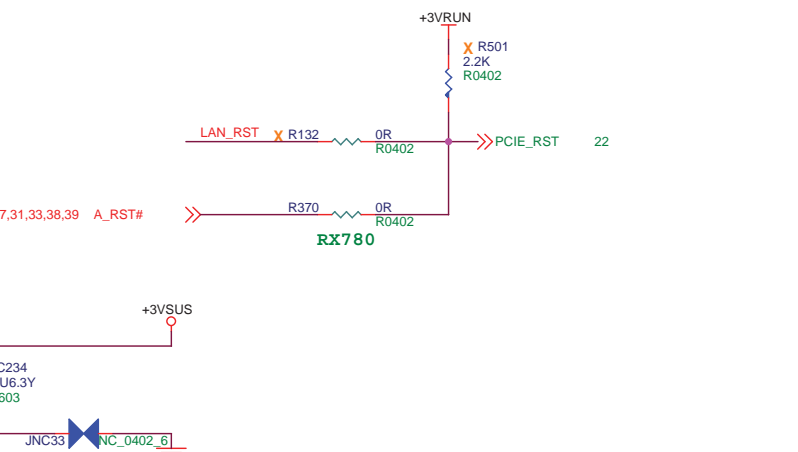 +3VRUN
X R501
2.2K
R0402
LAN_RST X R132 0R
R0402
PCIE_RST 22
7,31,33,38,39 A_RST# R370 0R
R0402
RX780
+3VSUS
C234
U6.3Y
603
JNC33 NC_0402_6